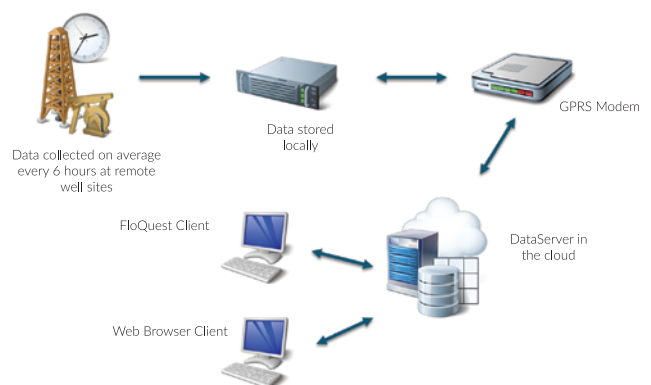 Data collected on average
every 6 hours at remote
well sites
Data stored
locally
GPRS Modem
DataServer in
the cloud
FloQuest Client
Web Browser Client